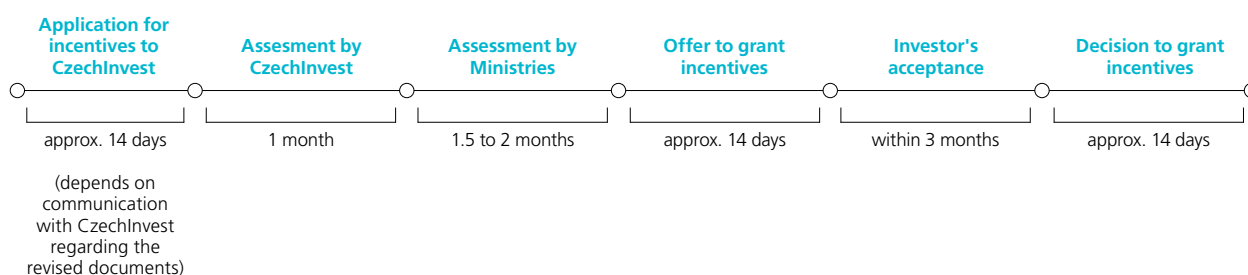 Application for
incentives to
CzechInvest
Assesment by
CzechInvest
Assessment by
Ministries
Offer to grant
incentives
Investor's
acceptance
Decision to grant
incentives
approx. 14 days
1 month
1.5 to 2 months
approx. 14 days
within 3 months
approx. 14 days
(depends on
communication
with CzechInvest
regarding the
revised documents)